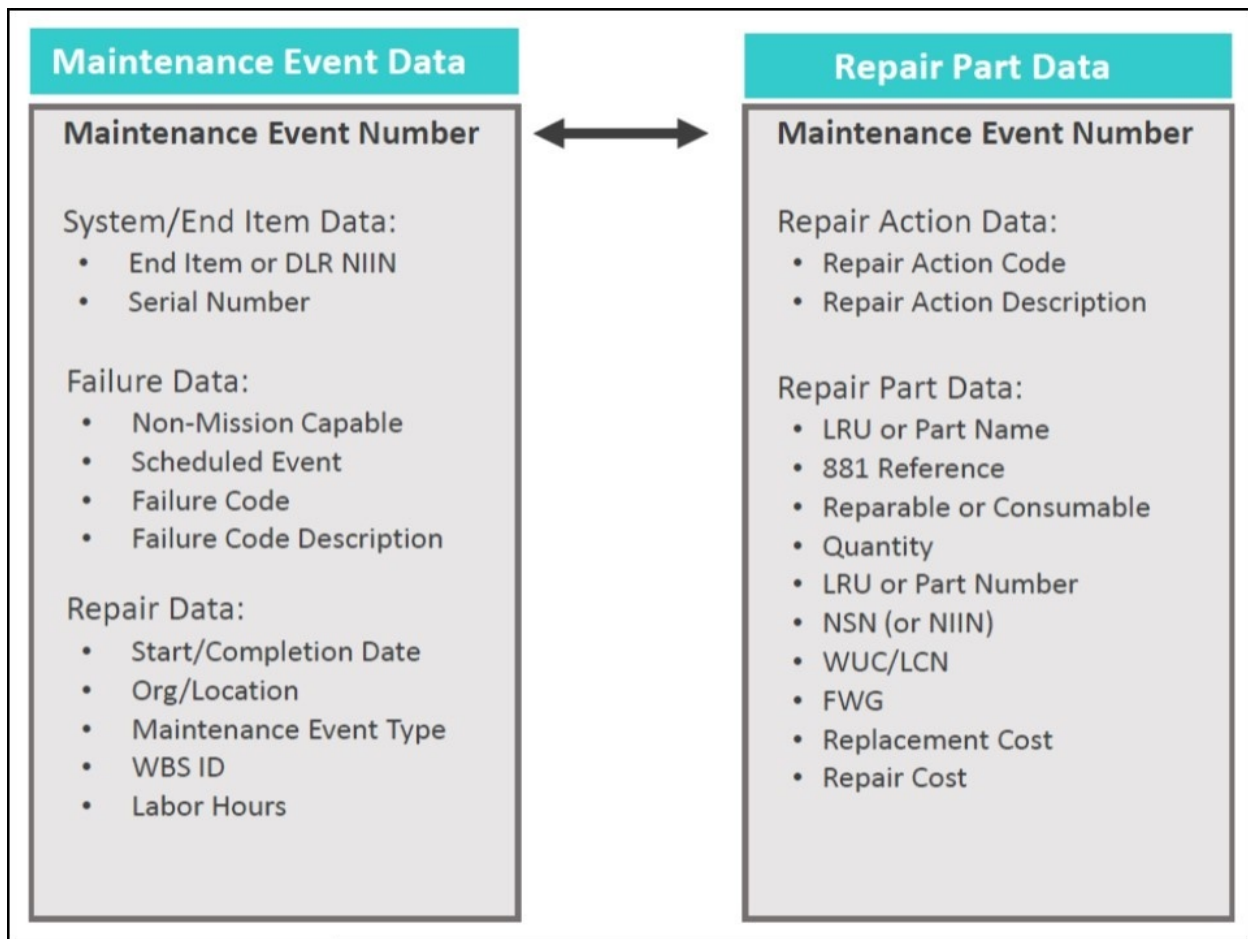 Maintenance Event Data
Maintenance Event Number
System/End Item Data:
• End Item or DLR NIIN
• Serial Number
Failure Data:
• Non-Mission Capable
• Scheduled Event
• Failure Code
• Failure Code Description
Repair Data:
• Start/Completion Date
• Org/Location
• Maintenance Event Type
• WBS ID
• Labor Hours
Repair Part Data
Maintenance Event Number
Repair Action Data:
• Repair Action Code
• Repair Action Description
Repair Part Data:
• LRU or Part Name
• 881 Reference
• Reparable or Consumable
• Quantity
• LRU or Part Number
• NSN (or NIIN)
• WUC/LCN
• FWG
• Replacement Cost
• Repair Cost